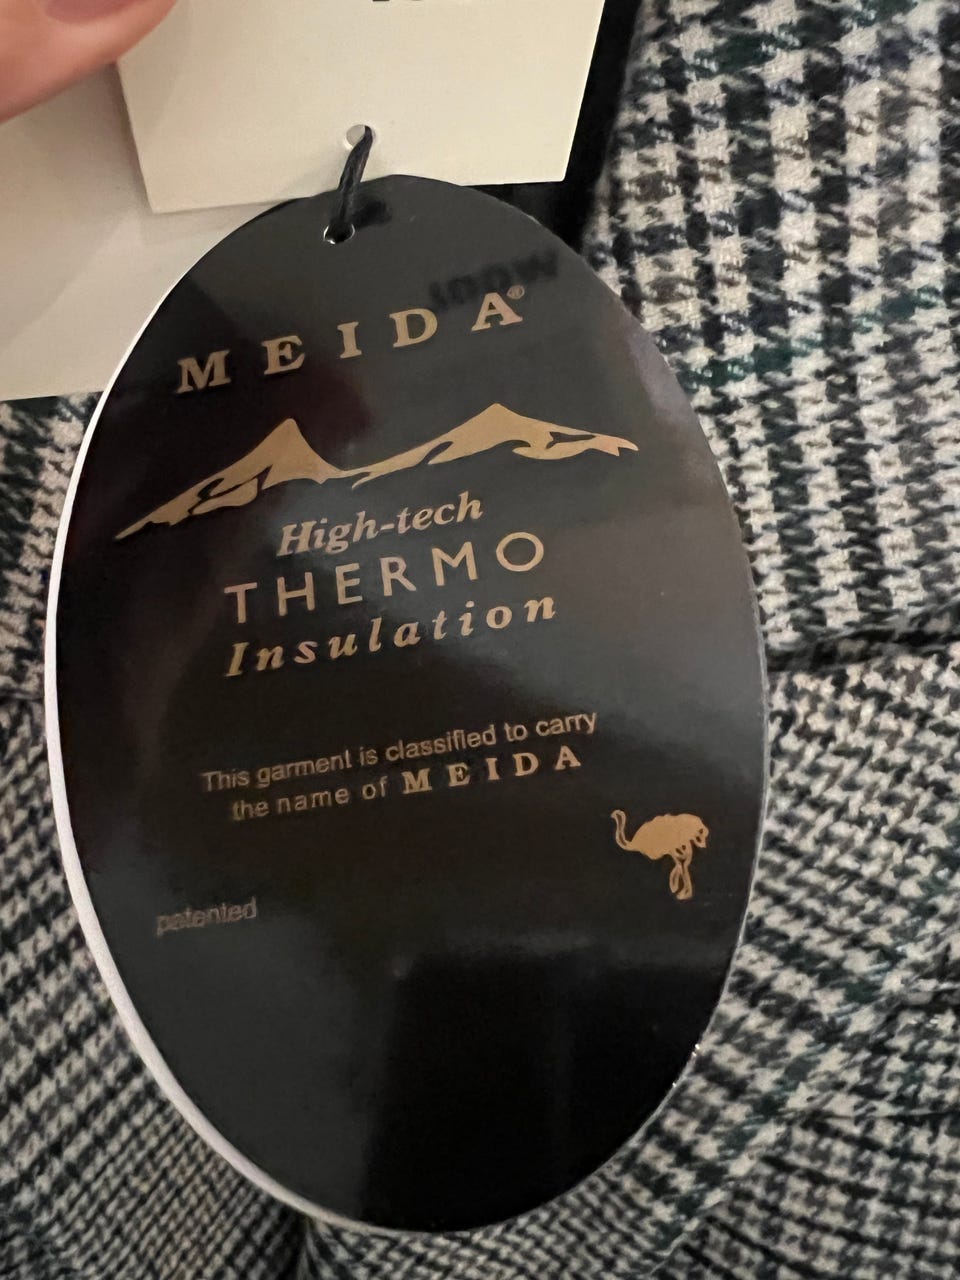 MEIDA®
High-tech
THERMO
Insulation
This garment is classified to carry
the name of MEIDA
patented